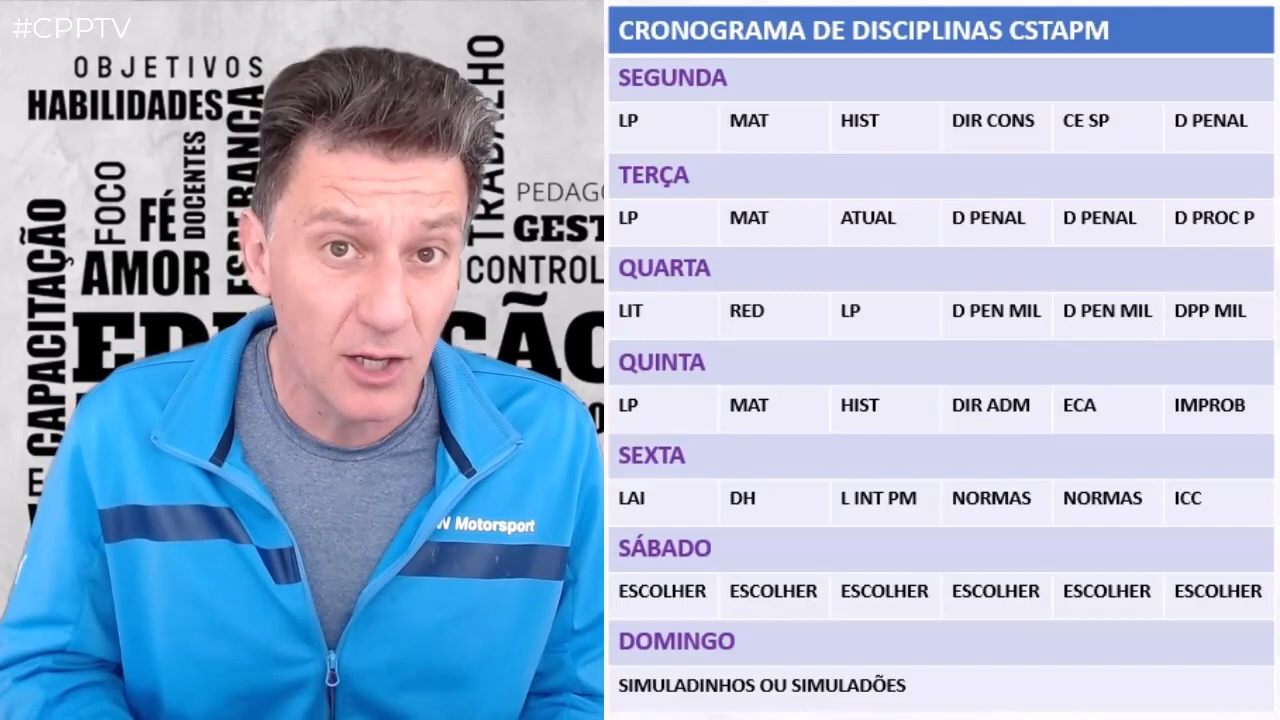 #CPPTV
OBJETIVOS
HABILIDADES
TRABALHO
ESPERANÇA
DOCENTES
FOCO
FÉ
AMOR
CAPACITAÇÃO
GEST
CONTROL
W Motorsport
CRONOGRAMA DE DISCIPLINAS CSTAPM
SEGUNDA
LP MAT HIST DIR CONS CE SP D PENAL
TERÇA
LP MAT ATUAL D PENAL D PENAL D PROC P
QUARTA
LIT RED LP D PEN MIL D PEN MIL DPP MIL
QUINTA
LP MAT HIST DIR ADM ECA IMPROB
SEXTA
LAI DH L INT PM NORMAS NORMAS ICC
SÁBADO
ESCOLHER ESCOLHER ESCOLHER ESCOLHER ESCOLHER ESCOLHER
DOMINGO
SIMULADINHOS OU SIMULADÕES